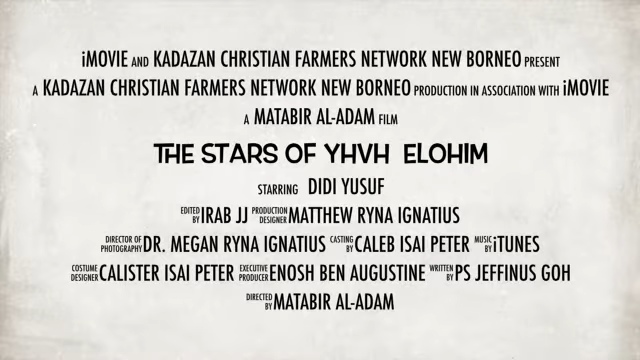 iMOVIE AND KADAZAN CHRISTIAN FARMERS NETWORK NEW BORNEO PRESENT
A KADAZAN CHRISTIAN FARMERS NETWORK NEW BORNEO PRODUCTION IN ASSOCIATION WITH iMOVIE
A MATABIR AL-ADAM FILM
THE STARS OF YHVH ELOHIM
STARRING DIDI YUSUF
EDITED BY IRAB JJ PRODUCTION DESIGNER MATTHEW RYNA IGNATIUS
DIRECTOR OF PHOTOGRAPHY DR. MEGAN RYNA IGNATIUS CASTING BY CALEB ISAI PETER MUSIC BY iTUNES
COSTUME DESIGNER CALISTER ISAI PETER EXECUTIVE PRODUCER ENOSH BEN AUGUSTINE WRITTEN BY PS JEFFINUS GOH
DIRECTED BY MATABIR AL-ADAM